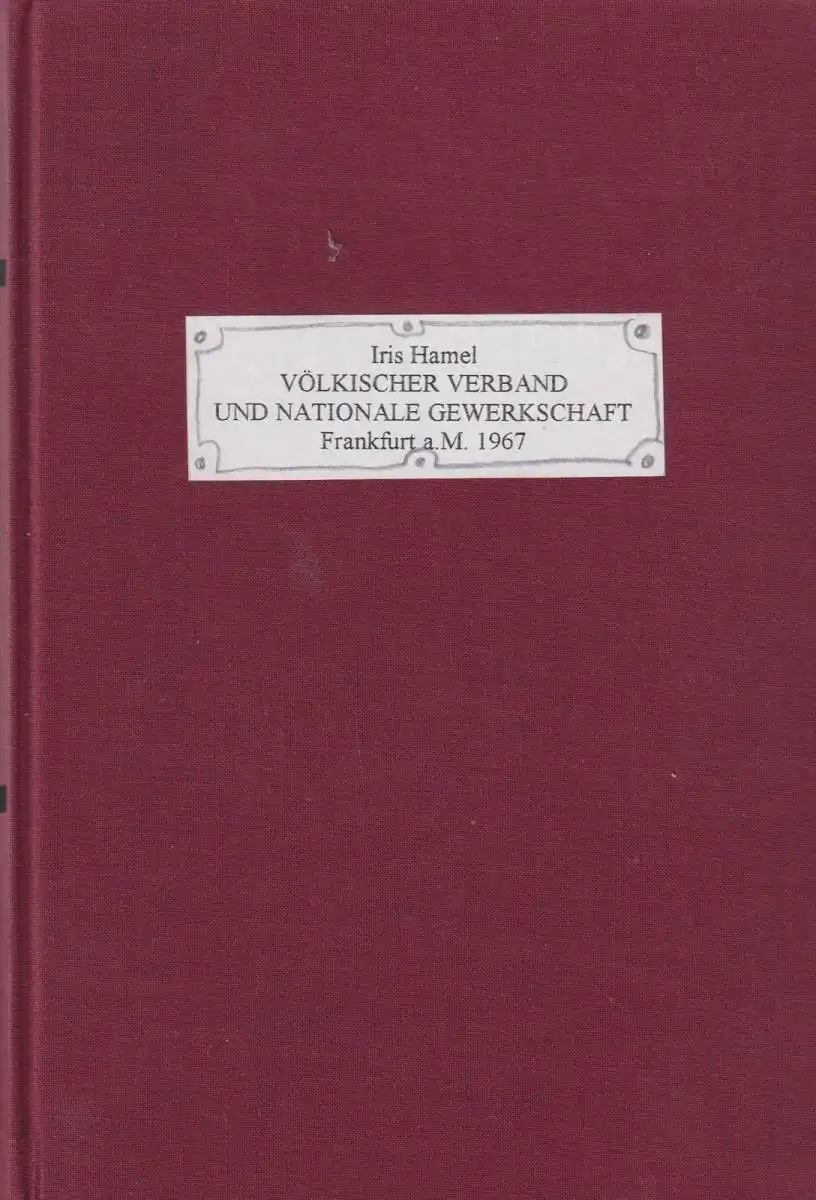 Iris Hamel
VÖLKISCHER VERBAND
UND NATIONALE GEWERKSCHAFT
Frankfurt a.M. 1967